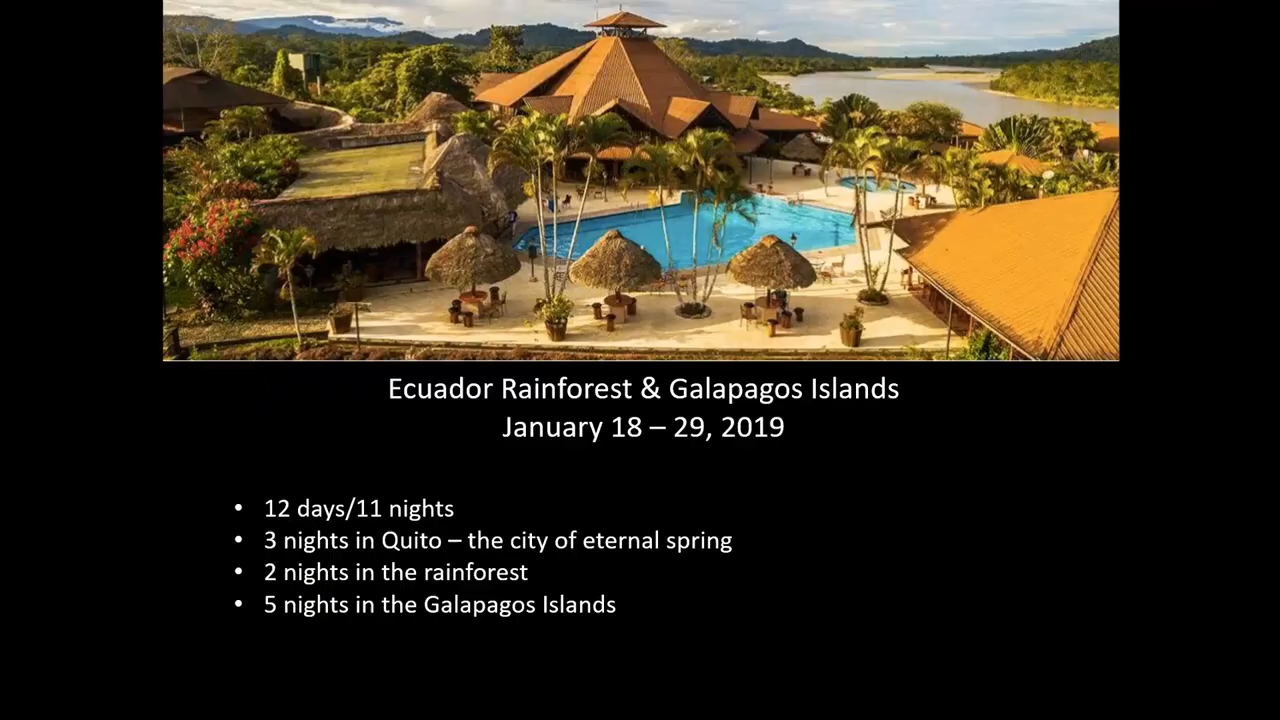 Ecuador Rainforest & Galapagos Islands
January 18 – 29, 2019
• 12 days/11 nights
• 3 nights in Quito – the city of eternal spring
• 2 nights in the rainforest
• 5 nights in the Galapagos Islands